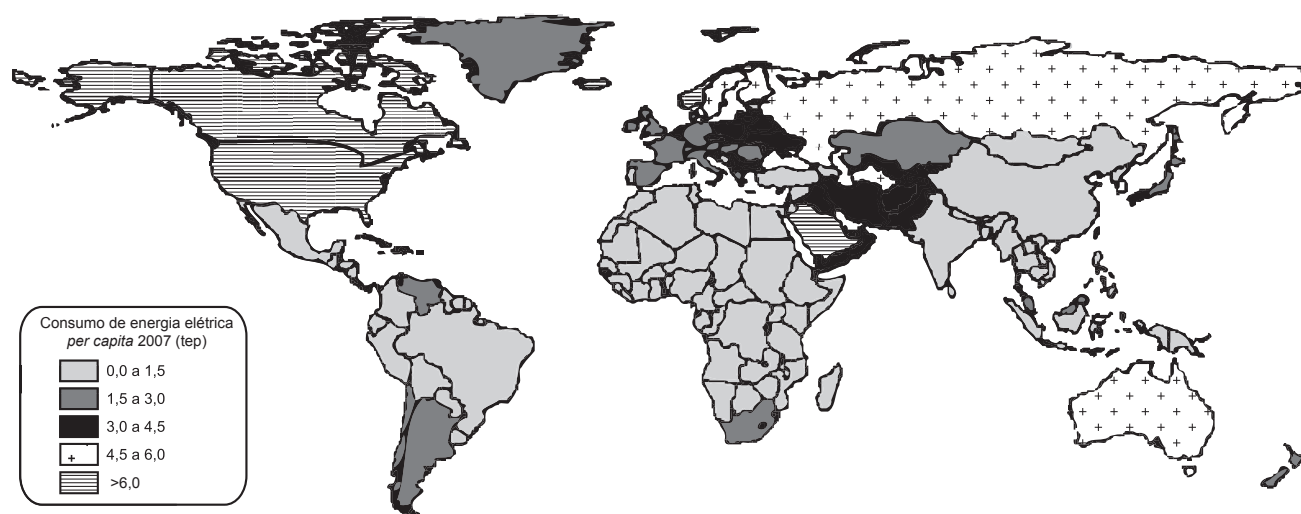 Consumo de energia elétrica
per capita 2007 (tep)
0,0 a 1,5
1,5 a 3,0
3,0 a 4,5
4,5 a 6,0
>6,0